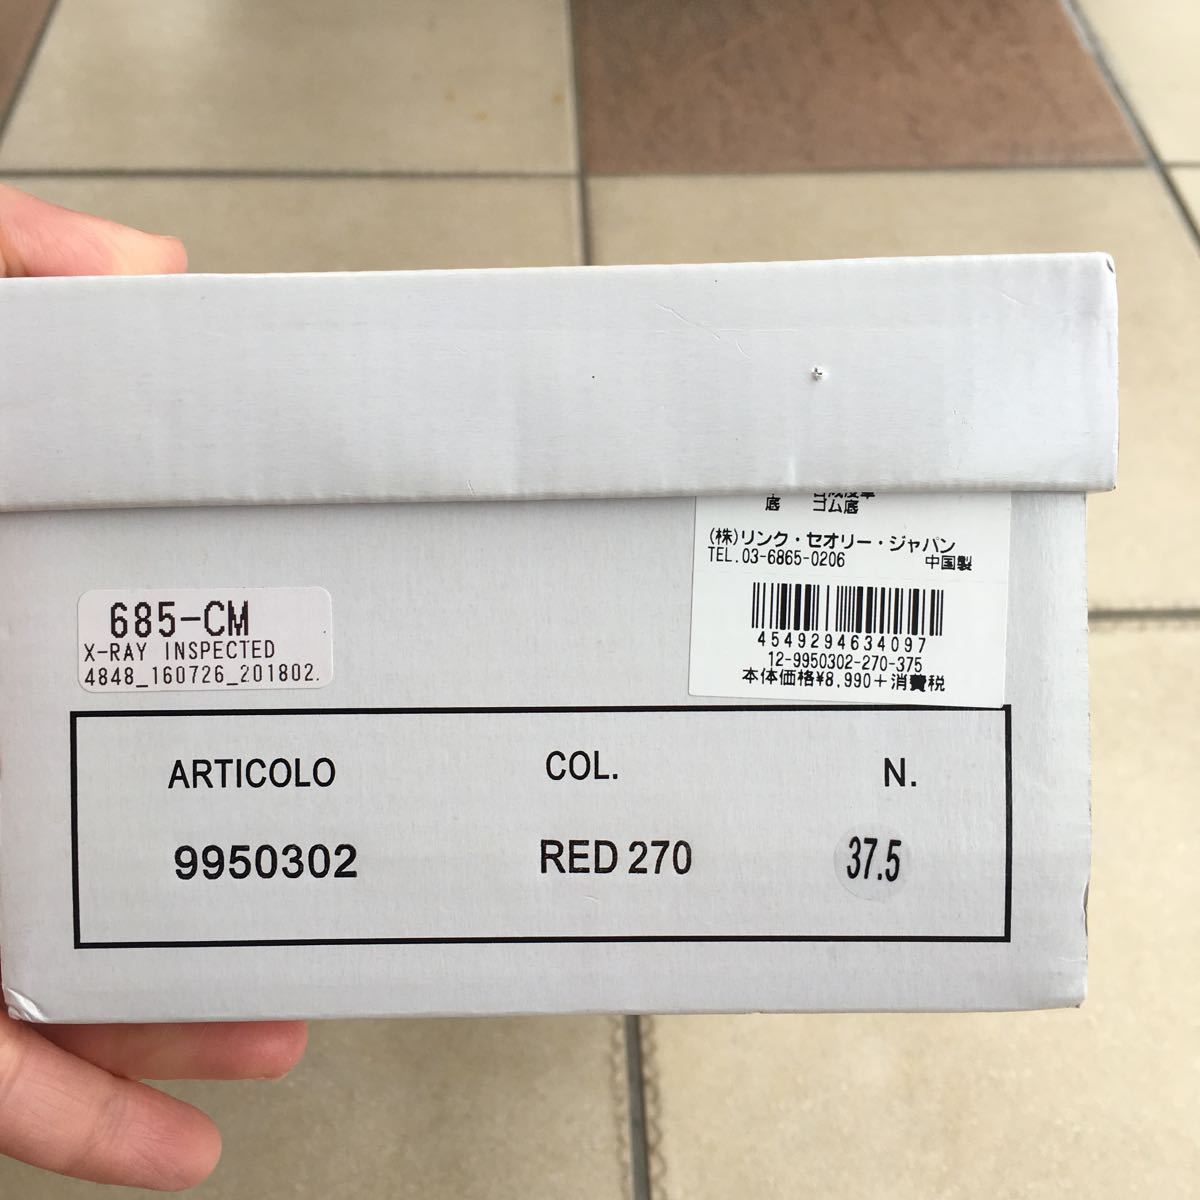 底 ゴム底
(株)リンク・セオリー・ジャパン
TEL.03-6865-0206 中国製
4549294634097
12-9950302-270-375
本体価格¥8,990+消費税
685-CM
X-RAY INSPECTED
4848_160726_201802.
ARTICOLO COL. N.
9950302 RED 270 37.5